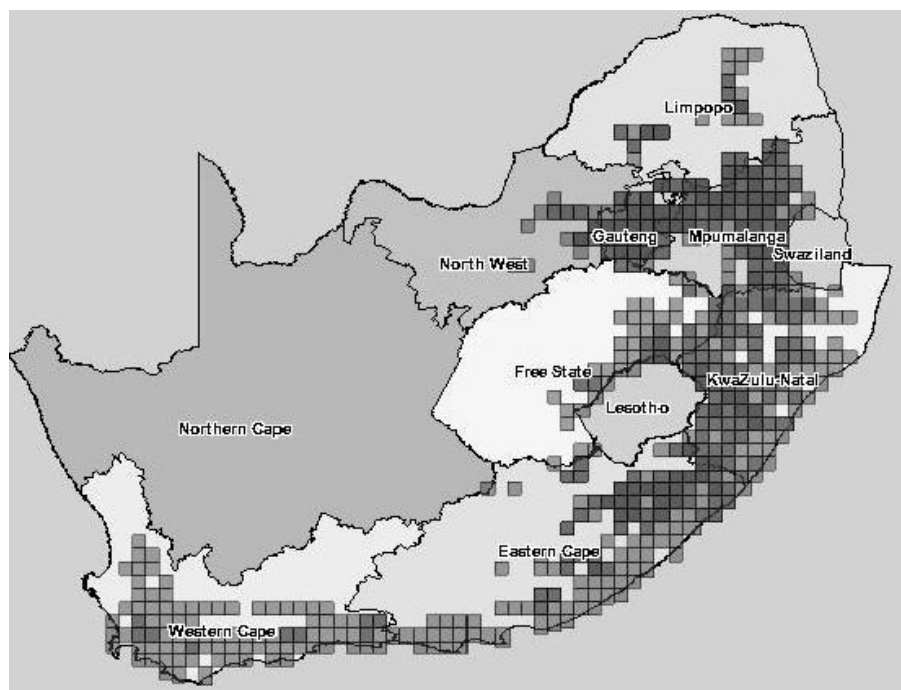 Limpopo
Gauteng
Mpumalanga
Swaziland
North West
Free State
KwaZulu-Natal
Lesotho
Northern Cape
Eastern Cape
Western Cape